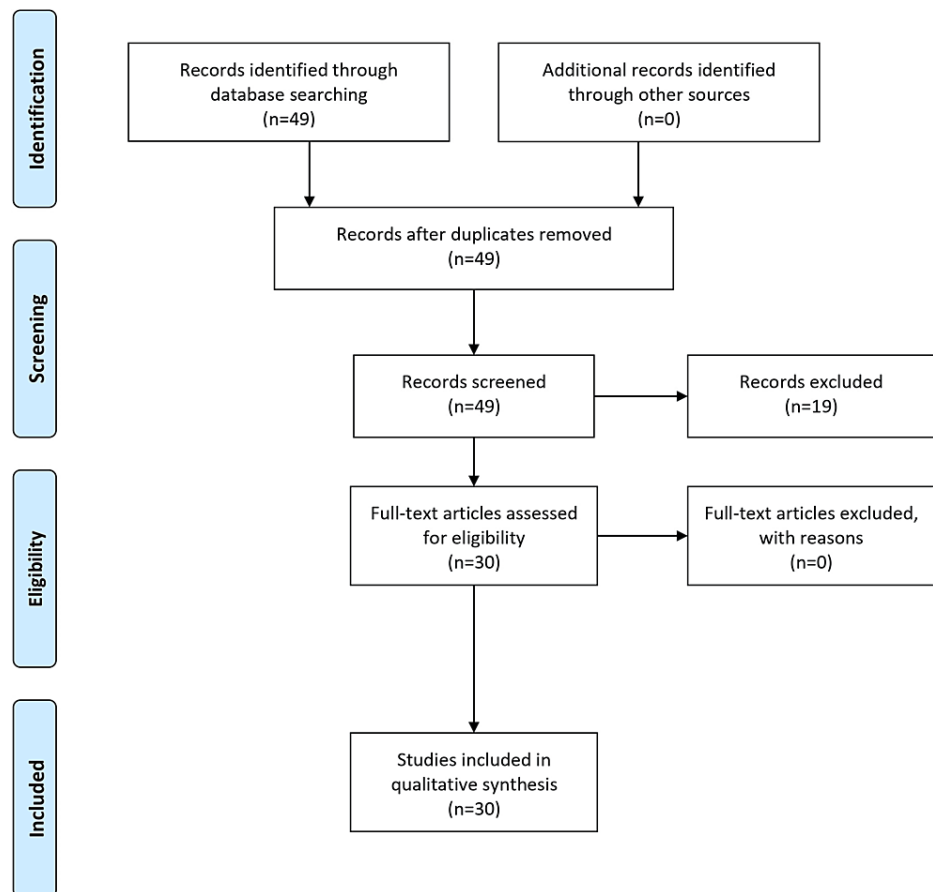 Identification
Records identified through
database searching
(n=49)
Additional records identified
through other sources
(n=0)
Records after duplicates removed
(n=49)
Screening
Records screened
(n=49)
Records excluded
(n=19)
Eligibility
Full-text articles assessed
for eligibility
(n=30)
Full-text articles excluded,
with reasons
(n=0)
Included
Studies included in
qualitative synthesis
(n=30)